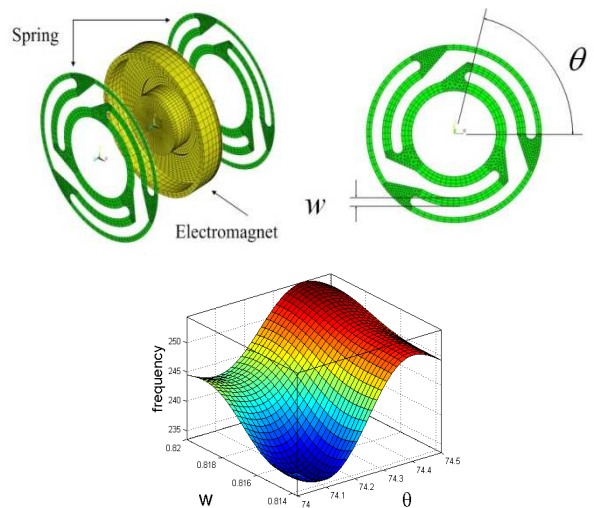 Spring
θ
w
Electromagnet
frequency
250
245
240
235
0.82
0.818
0.816
0.814
74
74.1
74.2
74.3
74.4
74.5
w
θ